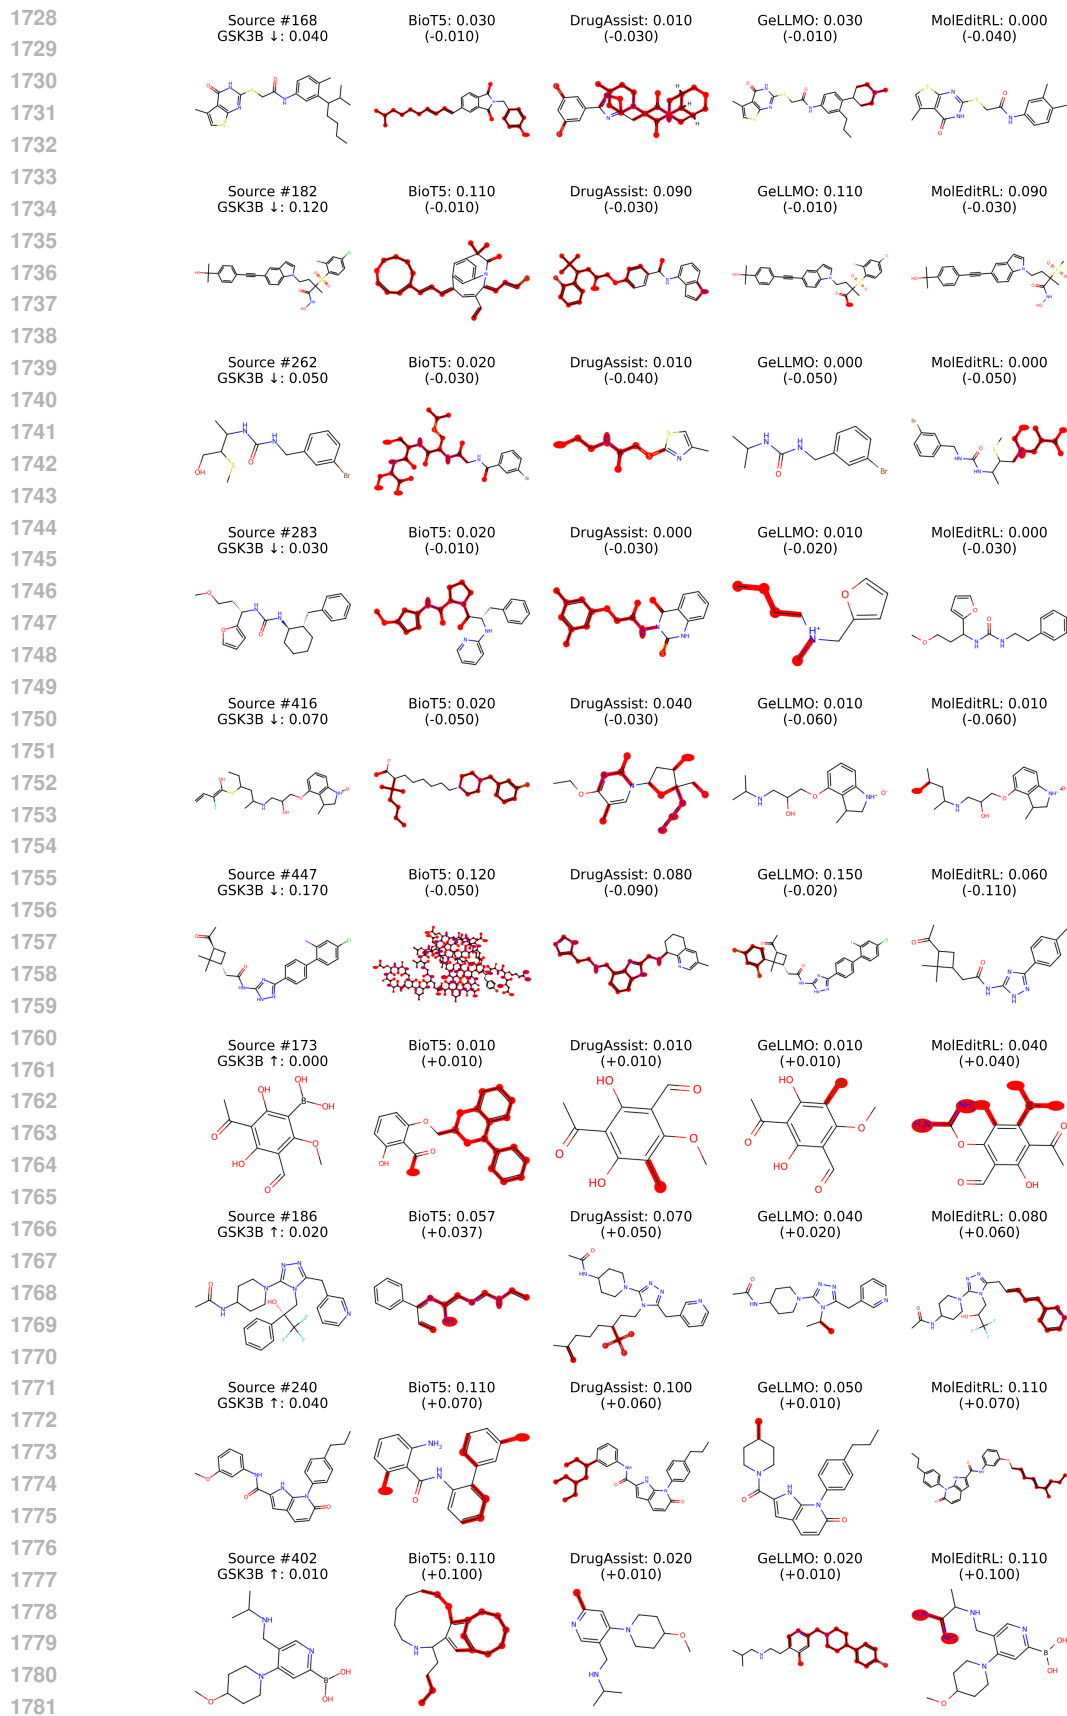 1728
1729
1730
1731
1732
1733
1734
1735
1736
1737
1738
1739
1740
1741
1742
1743
1744
1745
1746
1747
1748
1749
1750
1751
1752
1753
1754
1755
1756
1757
1758
1759
1760
1761
1762
1763
1764
1765
1766
1767
1768
1769
1770
1771
1772
1773
1774
1775
1776
1777
1778
1779
1780
1781
Source #168 BioT5: 0.030 DrugAssist: 0.010 GeLLMO: 0.030 MolEditRL: 0.000
GSK3B ↓: 0.040 (-0.010) (-0.030) (-0.010) (-0.040)
Source #182 BioT5: 0.110 DrugAssist: 0.090 GeLLMO: 0.110 MolEditRL: 0.090
GSK3B ↓: 0.120 (-0.010) (-0.030) (-0.010) (-0.030)
Source #262 BioT5: 0.020 DrugAssist: 0.010 GeLLMO: 0.000 MolEditRL: 0.000
GSK3B ↓: 0.050 (-0.030) (-0.040) (-0.050) (-0.050)
Source #283 BioT5: 0.020 DrugAssist: 0.000 GeLLMO: 0.010 MolEditRL: 0.000
GSK3B ↓: 0.030 (-0.010) (-0.030) (-0.020) (-0.030)
Source #416 BioT5: 0.020 DrugAssist: 0.040 GeLLMO: 0.010 MolEditRL: 0.010
GSK3B ↓: 0.070 (-0.050) (-0.030) (-0.060) (-0.060)
Source #447 BioT5: 0.120 DrugAssist: 0.080 GeLLMO: 0.150 MolEditRL: 0.060
GSK3B ↓: 0.170 (-0.050) (-0.090) (-0.020) (-0.110)
Source #173 BioT5: 0.010 DrugAssist: 0.010 GeLLMO: 0.010 MolEditRL: 0.040
GSK3B ↑: 0.000 (+0.010) (+0.010) (+0.010) (+0.040)
Source #186 BioT5: 0.057 DrugAssist: 0.070 GeLLMO: 0.040 MolEditRL: 0.080
GSK3B ↑: 0.020 (+0.037) (+0.050) (+0.020) (+0.060)
Source #240 BioT5: 0.110 DrugAssist: 0.100 GeLLMO: 0.050 MolEditRL: 0.110
GSK3B ↑: 0.040 (+0.070) (+0.060) (+0.010) (+0.070)
Source #402 BioT5: 0.110 DrugAssist: 0.020 GeLLMO: 0.020 MolEditRL: 0.110
GSK3B ↑: 0.010 (+0.100) (+0.010) (+0.010) (+0.100)